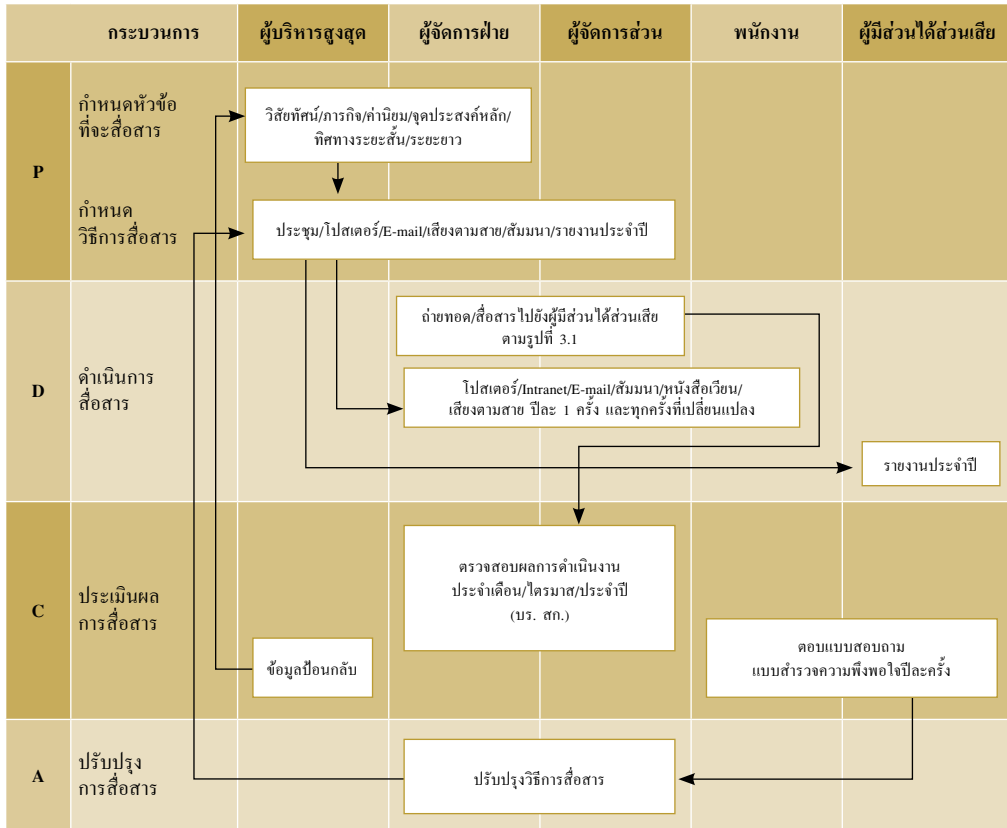 กระบวนการ
ผู้บริหารสูงสุด
ผู้จัดการฝ่าย
ผู้จัดการส่วน
พนักงาน
ผู้มีส่วนได้ส่วนเสีย
P
กำหนดหัวข้อ
ที่จะสื่อสาร
วิสัยทัศน์/ภารกิจ/ค่านิยม/จุดประสงค์หลัก/
ทิศทางระยะสั้น/ระยะยาว
กำหนด
วิธีการสื่อสาร
ประชุม/โปสเตอร์/E-mail/เสียงตามสาย/สัมมนา/รายงานประจำปี
D
ดำเนินการ
สื่อสาร
ถ่ายทอด/สื่อสารไปยังผู้มีส่วนได้ส่วนเสีย
ตามรูปที่ 3.1
โปสเตอร์/Intranet/E-mail/สัมมนา/หนังสือเวียน/
เสียงตามสาย ปีละ 1 ครั้ง และทุกครั้งที่เปลี่ยนแปลง
รายงานประจำปี
C
ประเมินผล
การสื่อสาร
ตรวจสอบผลการดำเนินงาน
ประจำเดือน/ไตรมาส/ประจำปี
(บร. สก.)
ข้อมูลป้อนกลับ
ตอบแบบสอบถาม
แบบสำรวจความพึงพอใจปีละครั้ง
A
ปรับปรุง
การสื่อสาร
ปรับปรุงวิธีการสื่อสาร